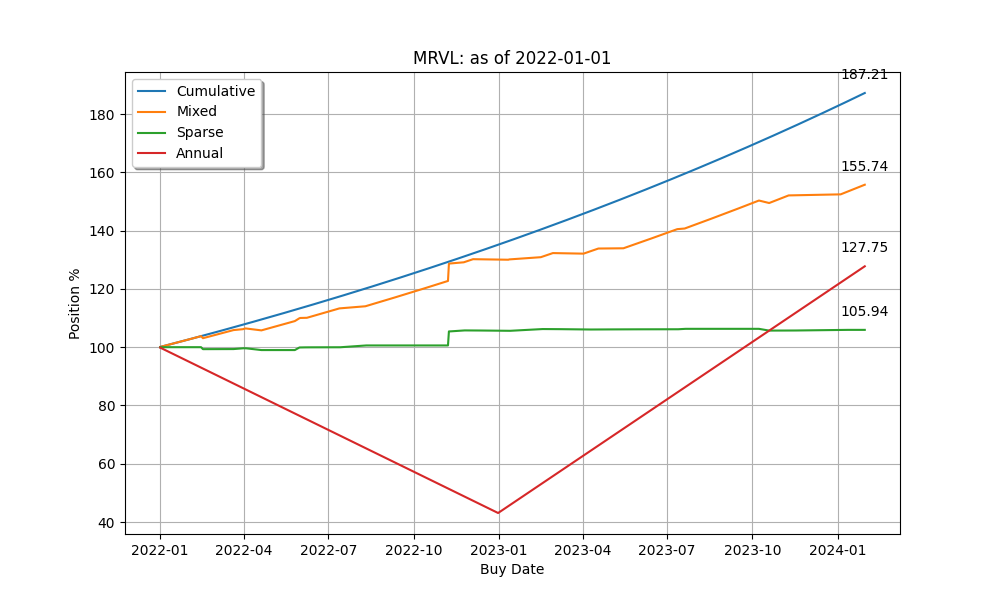 MRVL: as of 2022-01-01
Cumulative
Mixed
Sparse
Annual
187.21
155.74
127.75
105.94
180
160
140
120
100
80
60
40
Position %
2022-01 2022-04 2022-07 2022-10 2023-01 2023-04 2023-07 2023-10 2024-01
Buy Date